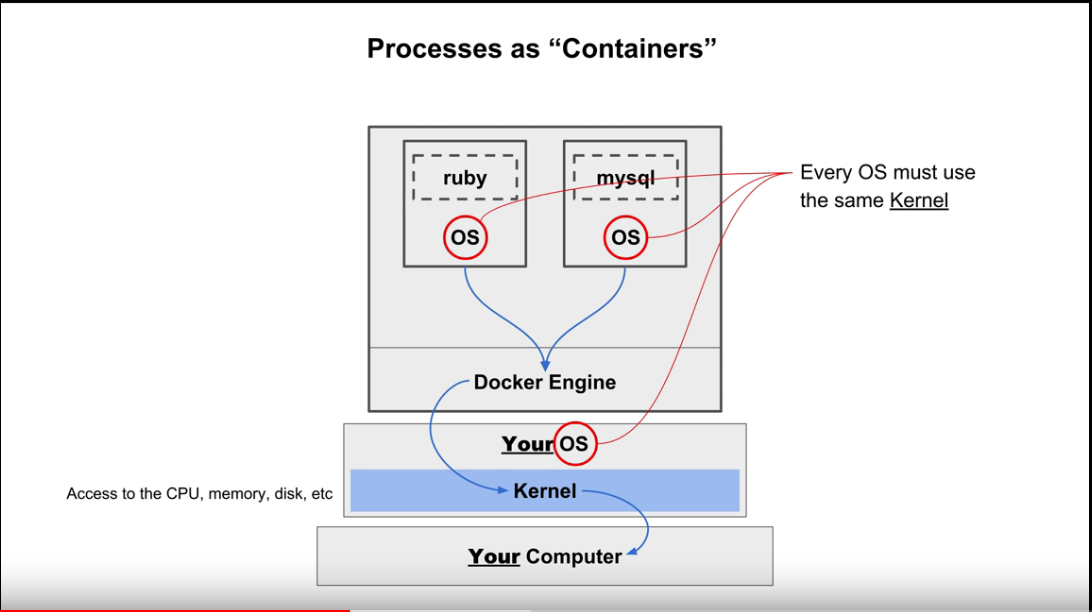 Processes as “Containers”
ruby
mysql
OS
OS
Every OS must use
the same Kernel
Docker Engine
Your OS
Access to the CPU, memory, disk, etc
Kernel
Your Computer